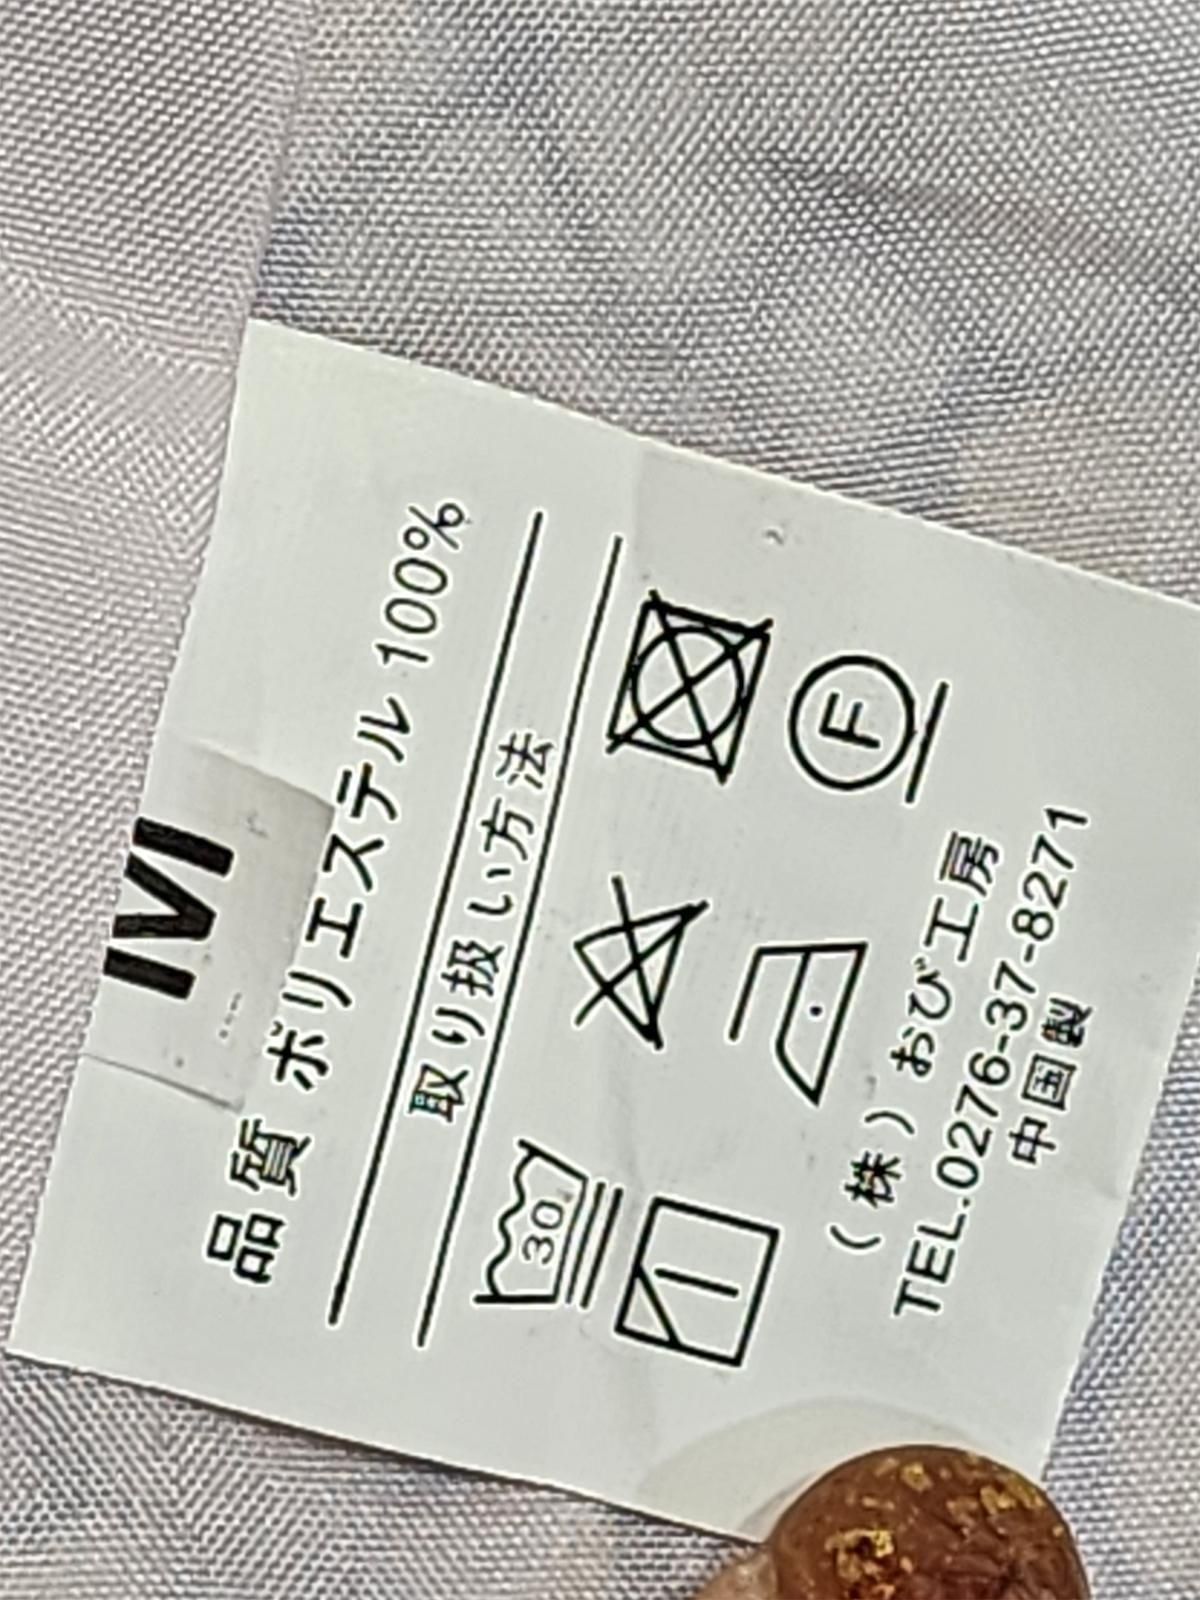 M
品質 ポリエステル 100%
取り扱い方法
30
F
（株）おび工房
TEL.0276-37-8271
中国製